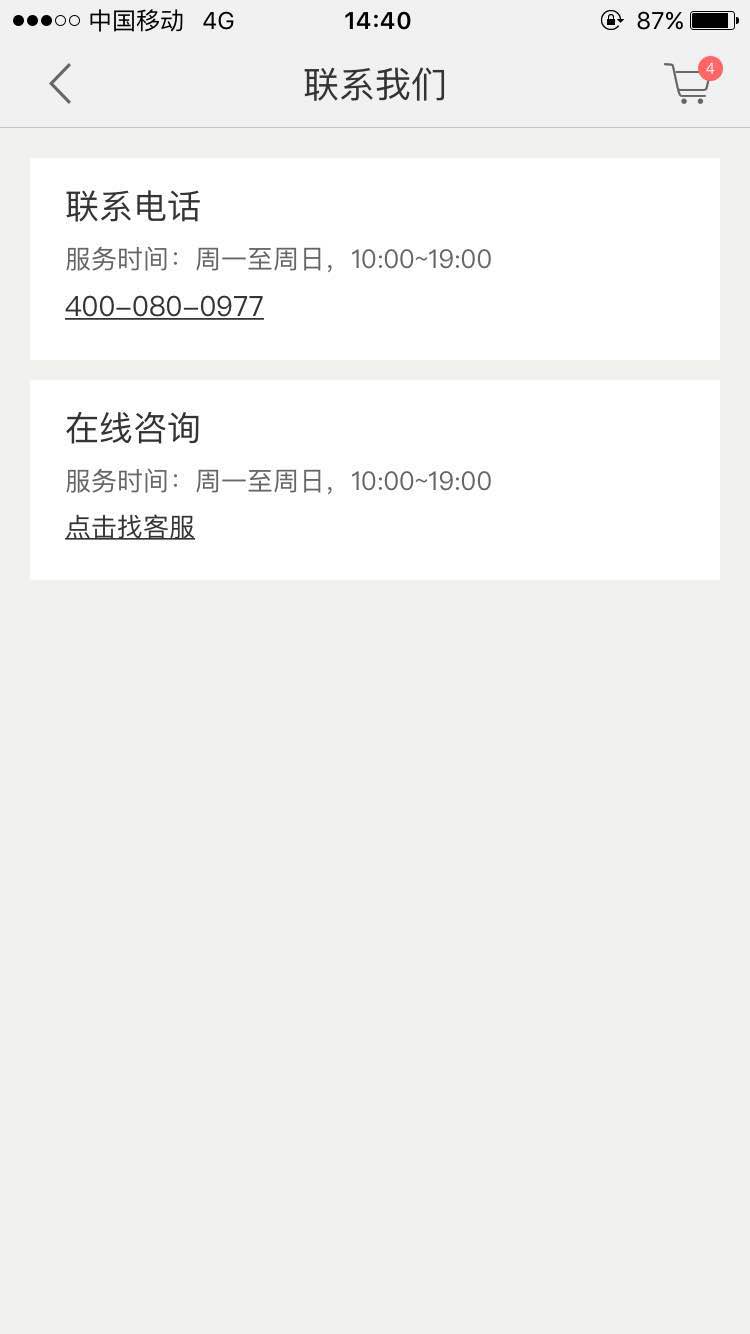 中国移动 4G 14:40 87%
联系我们 4
联系电话
服务时间：周一至周日，10:00~19:00
400-080-0977
在线咨询
服务时间：周一至周日，10:00~19:00
点击找客服